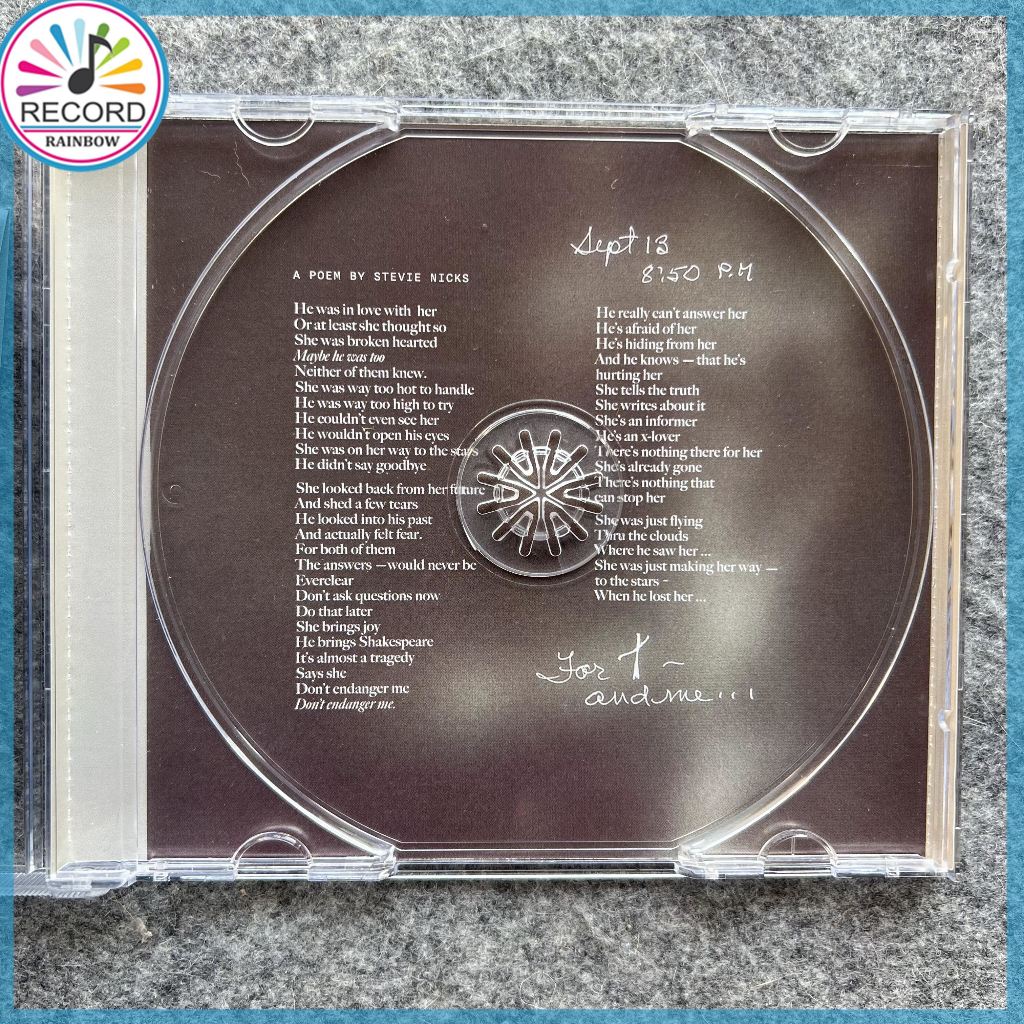 RECORD
RAINBOW
A POEM BY STEVIE NICKS
He was in love with her
Or at least she thought so
She was broken hearted
Maybe he was too
Neither of them knew.
She was way too hot to handle
He was way too high to try
He couldn't even see her
He wouldn't open his eyes
She was on her way to the stars
He didn't say goodbye
She looked back from her future
And shed a few tears
He looked into his past
And actually felt fear.
For both of them
The answers —would never be
Everclear
Don't ask questions now
Do that later
She brings joy
He brings Shakespeare
It's almost a tragedy
Says she
Don't endanger me
Don't endanger me.
Sept 13
8:50 P.M
He really can't answer her
He's afraid of her
He's hiding from her
And he knows — that he's
hurting her
She tells the truth
She writes about it
She's an informer
He's an x-lover
There's nothing there for her
She's already gone
There's nothing that
can stop her
She was just flying
Thru the clouds
Where he saw her ...
She was just making her way —
to the stars ~
When he lost her ...
For T ~
and me ...